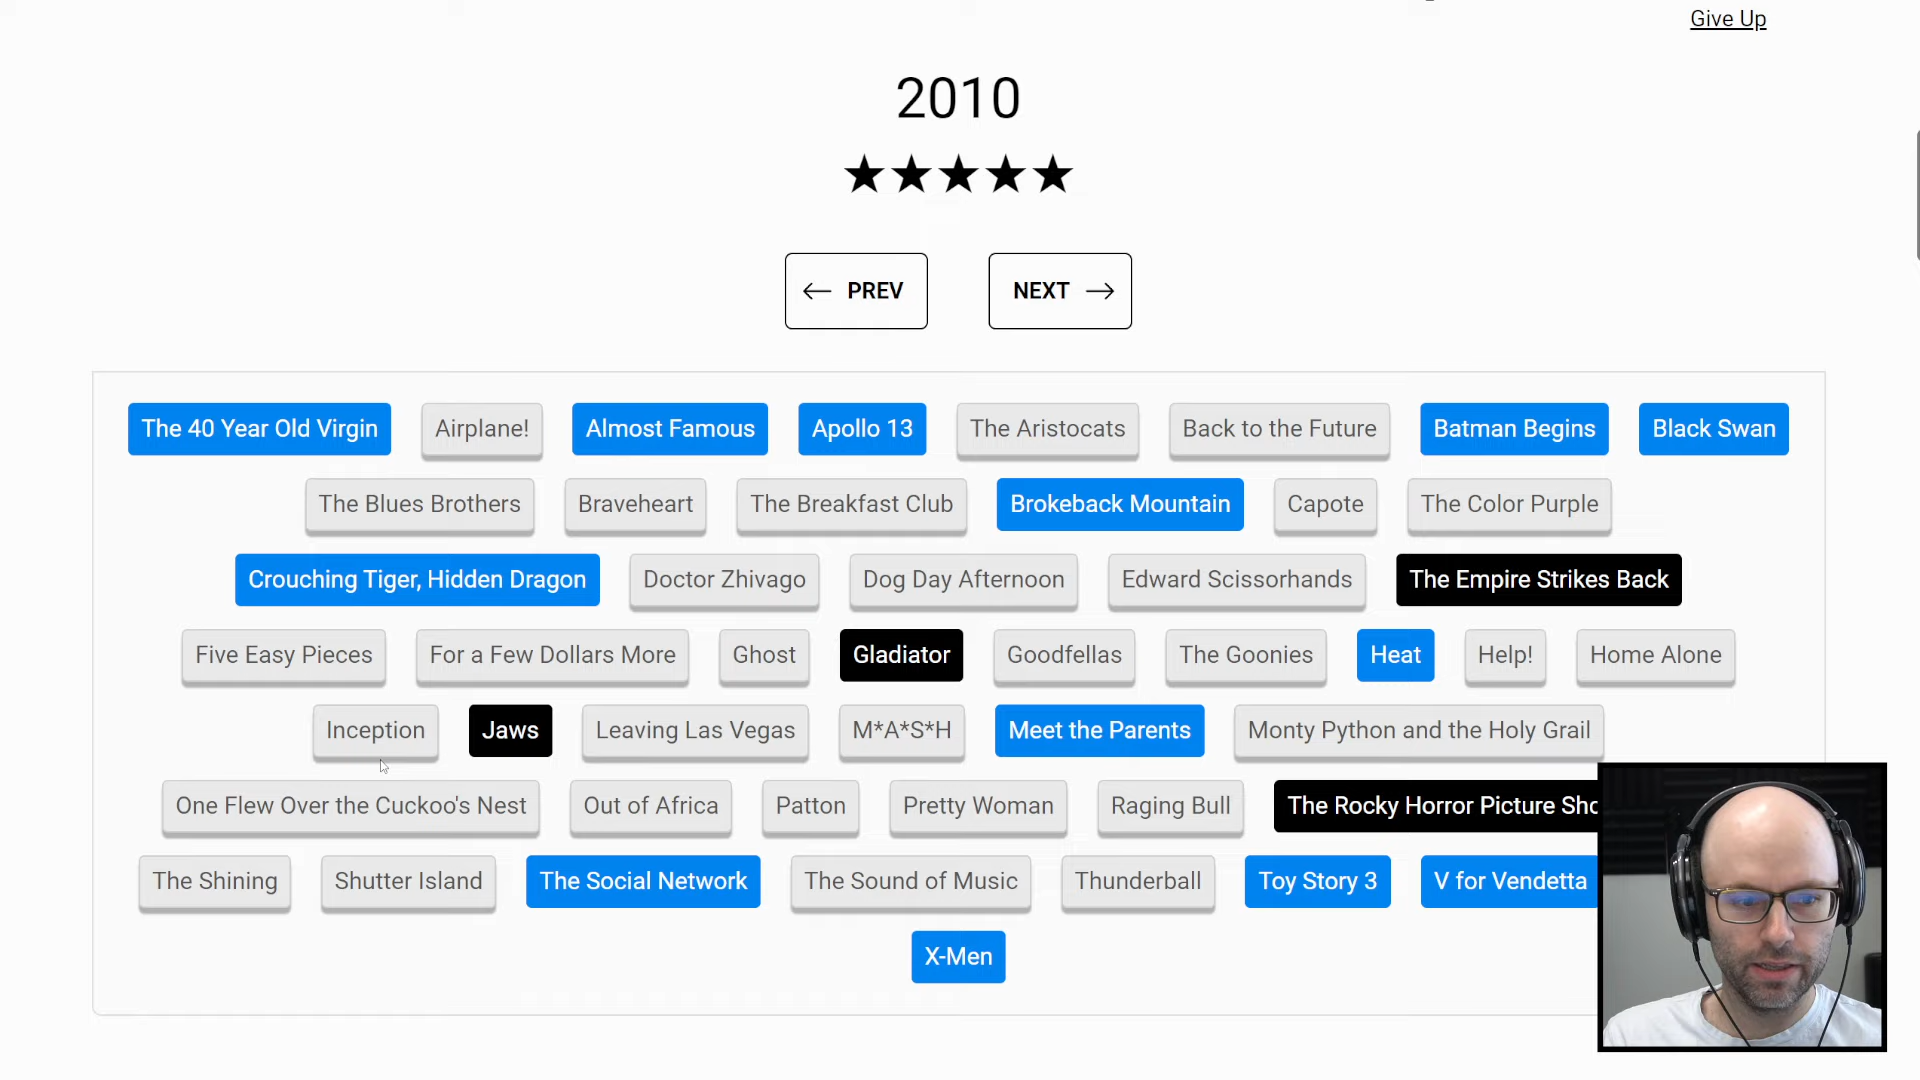 Give Up
2010
PREV
NEXT
The 40 Year Old Virgin Airplane! Almost Famous Apollo 13 The Aristocats Back to the Future Batman Begins Black Swan
The Blues Brothers Braveheart The Breakfast Club Brokeback Mountain Capote The Color Purple
Crouching Tiger, Hidden Dragon Doctor Zhivago Dog Day Afternoon Edward Scissorhands The Empire Strikes Back
Five Easy Pieces For a Few Dollars More Ghost Gladiator Goodfellas The Goonies Heat Help! Home Alone
Inception Jaws Leaving Las Vegas M*A*S*H Meet the Parents Monty Python and the Holy Grail
One Flew Over the Cuckoo's Nest Out of Africa Patton Pretty Woman Raging Bull The Rocky Horror Picture Sho
The Shining Shutter Island The Social Network The Sound of Music Thunderball Toy Story 3 V for Vendetta
X-Men